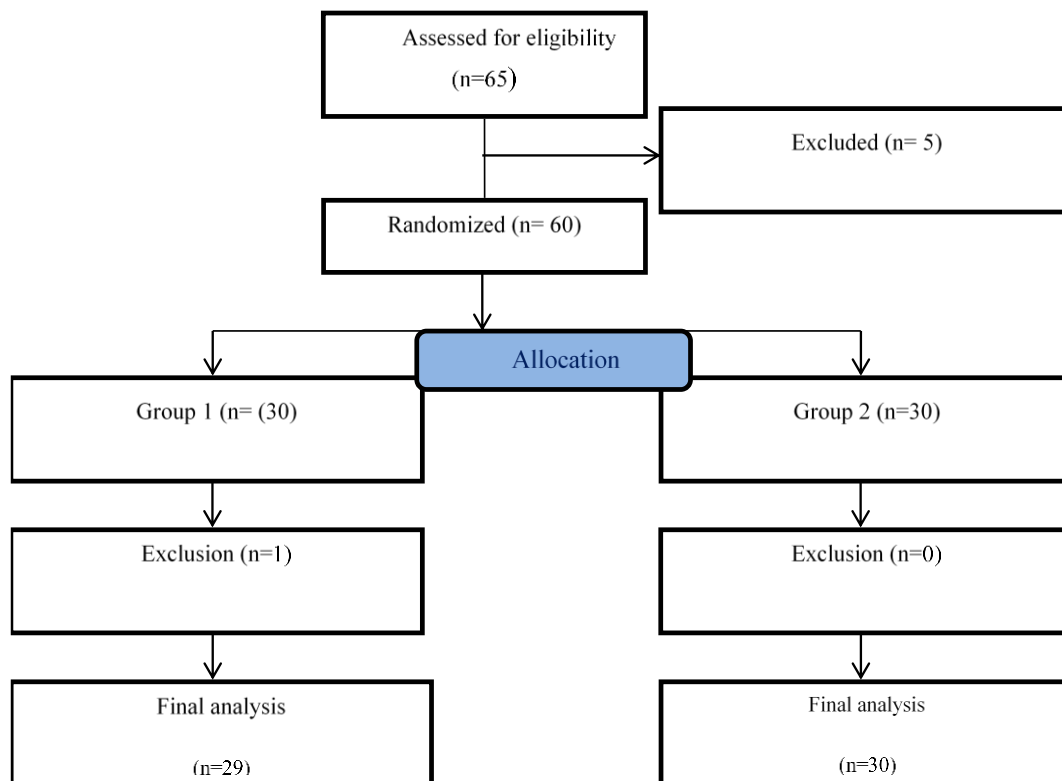 Assessed for eligibility
(n=65)
Excluded (n= 5)
Randomized (n= 60)
Allocation
Group 1 (n= (30)
Group 2 (n=30)
Exclusion (n=1)
Exclusion (n=0)
Final analysis
(n=29)
Final analysis
(n=30)